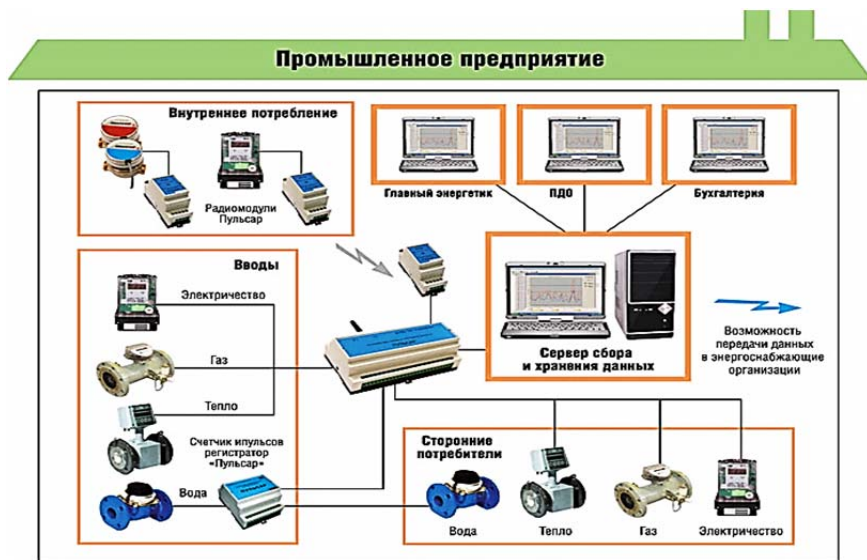 Промышленное предприятие
Внутреннее потребление
Радиомодули
Пульсар
Главный энергетик
ПДО
Бухгалтерия
Вводы
Электричество
Газ
Тепло
Счетчик ипульсов
регистратор
«Пульсар»
Вода
Сервер сбора
и хранения данных
Возможность
передачи данных
в энергоснабжающие
организации
Сторонние
потребители
Вода
Тепло
Газ
Электричество